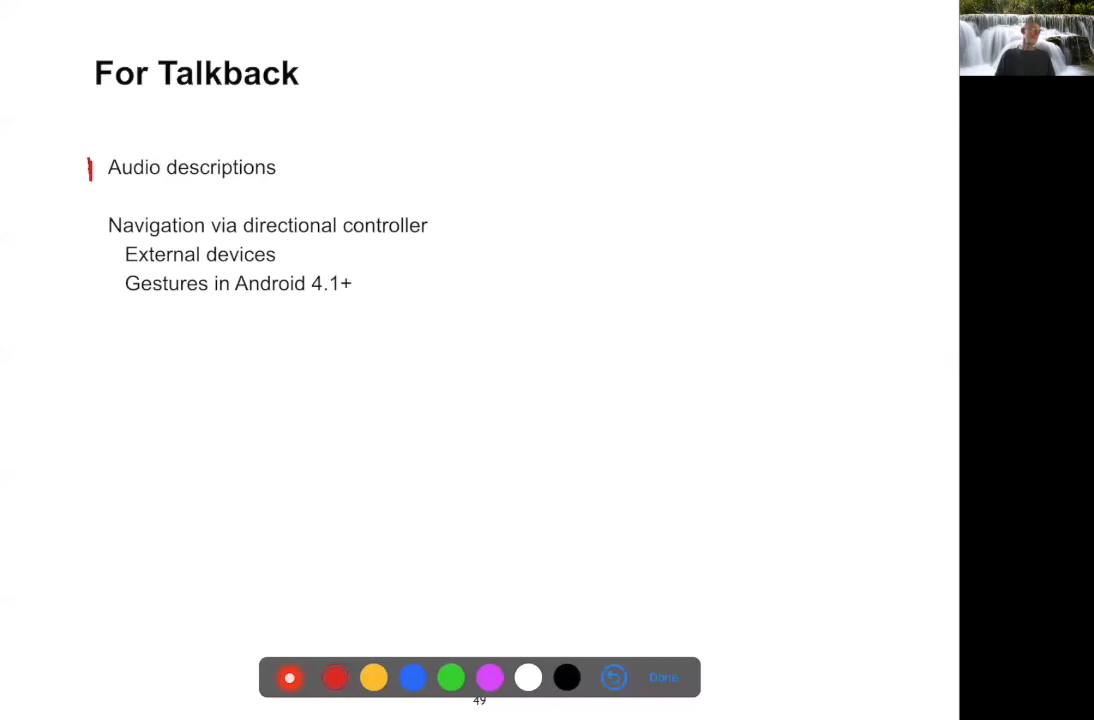 For Talkback
Audio descriptions
Navigation via directional controller
External devices
Gestures in Android 4.1+
Done
49